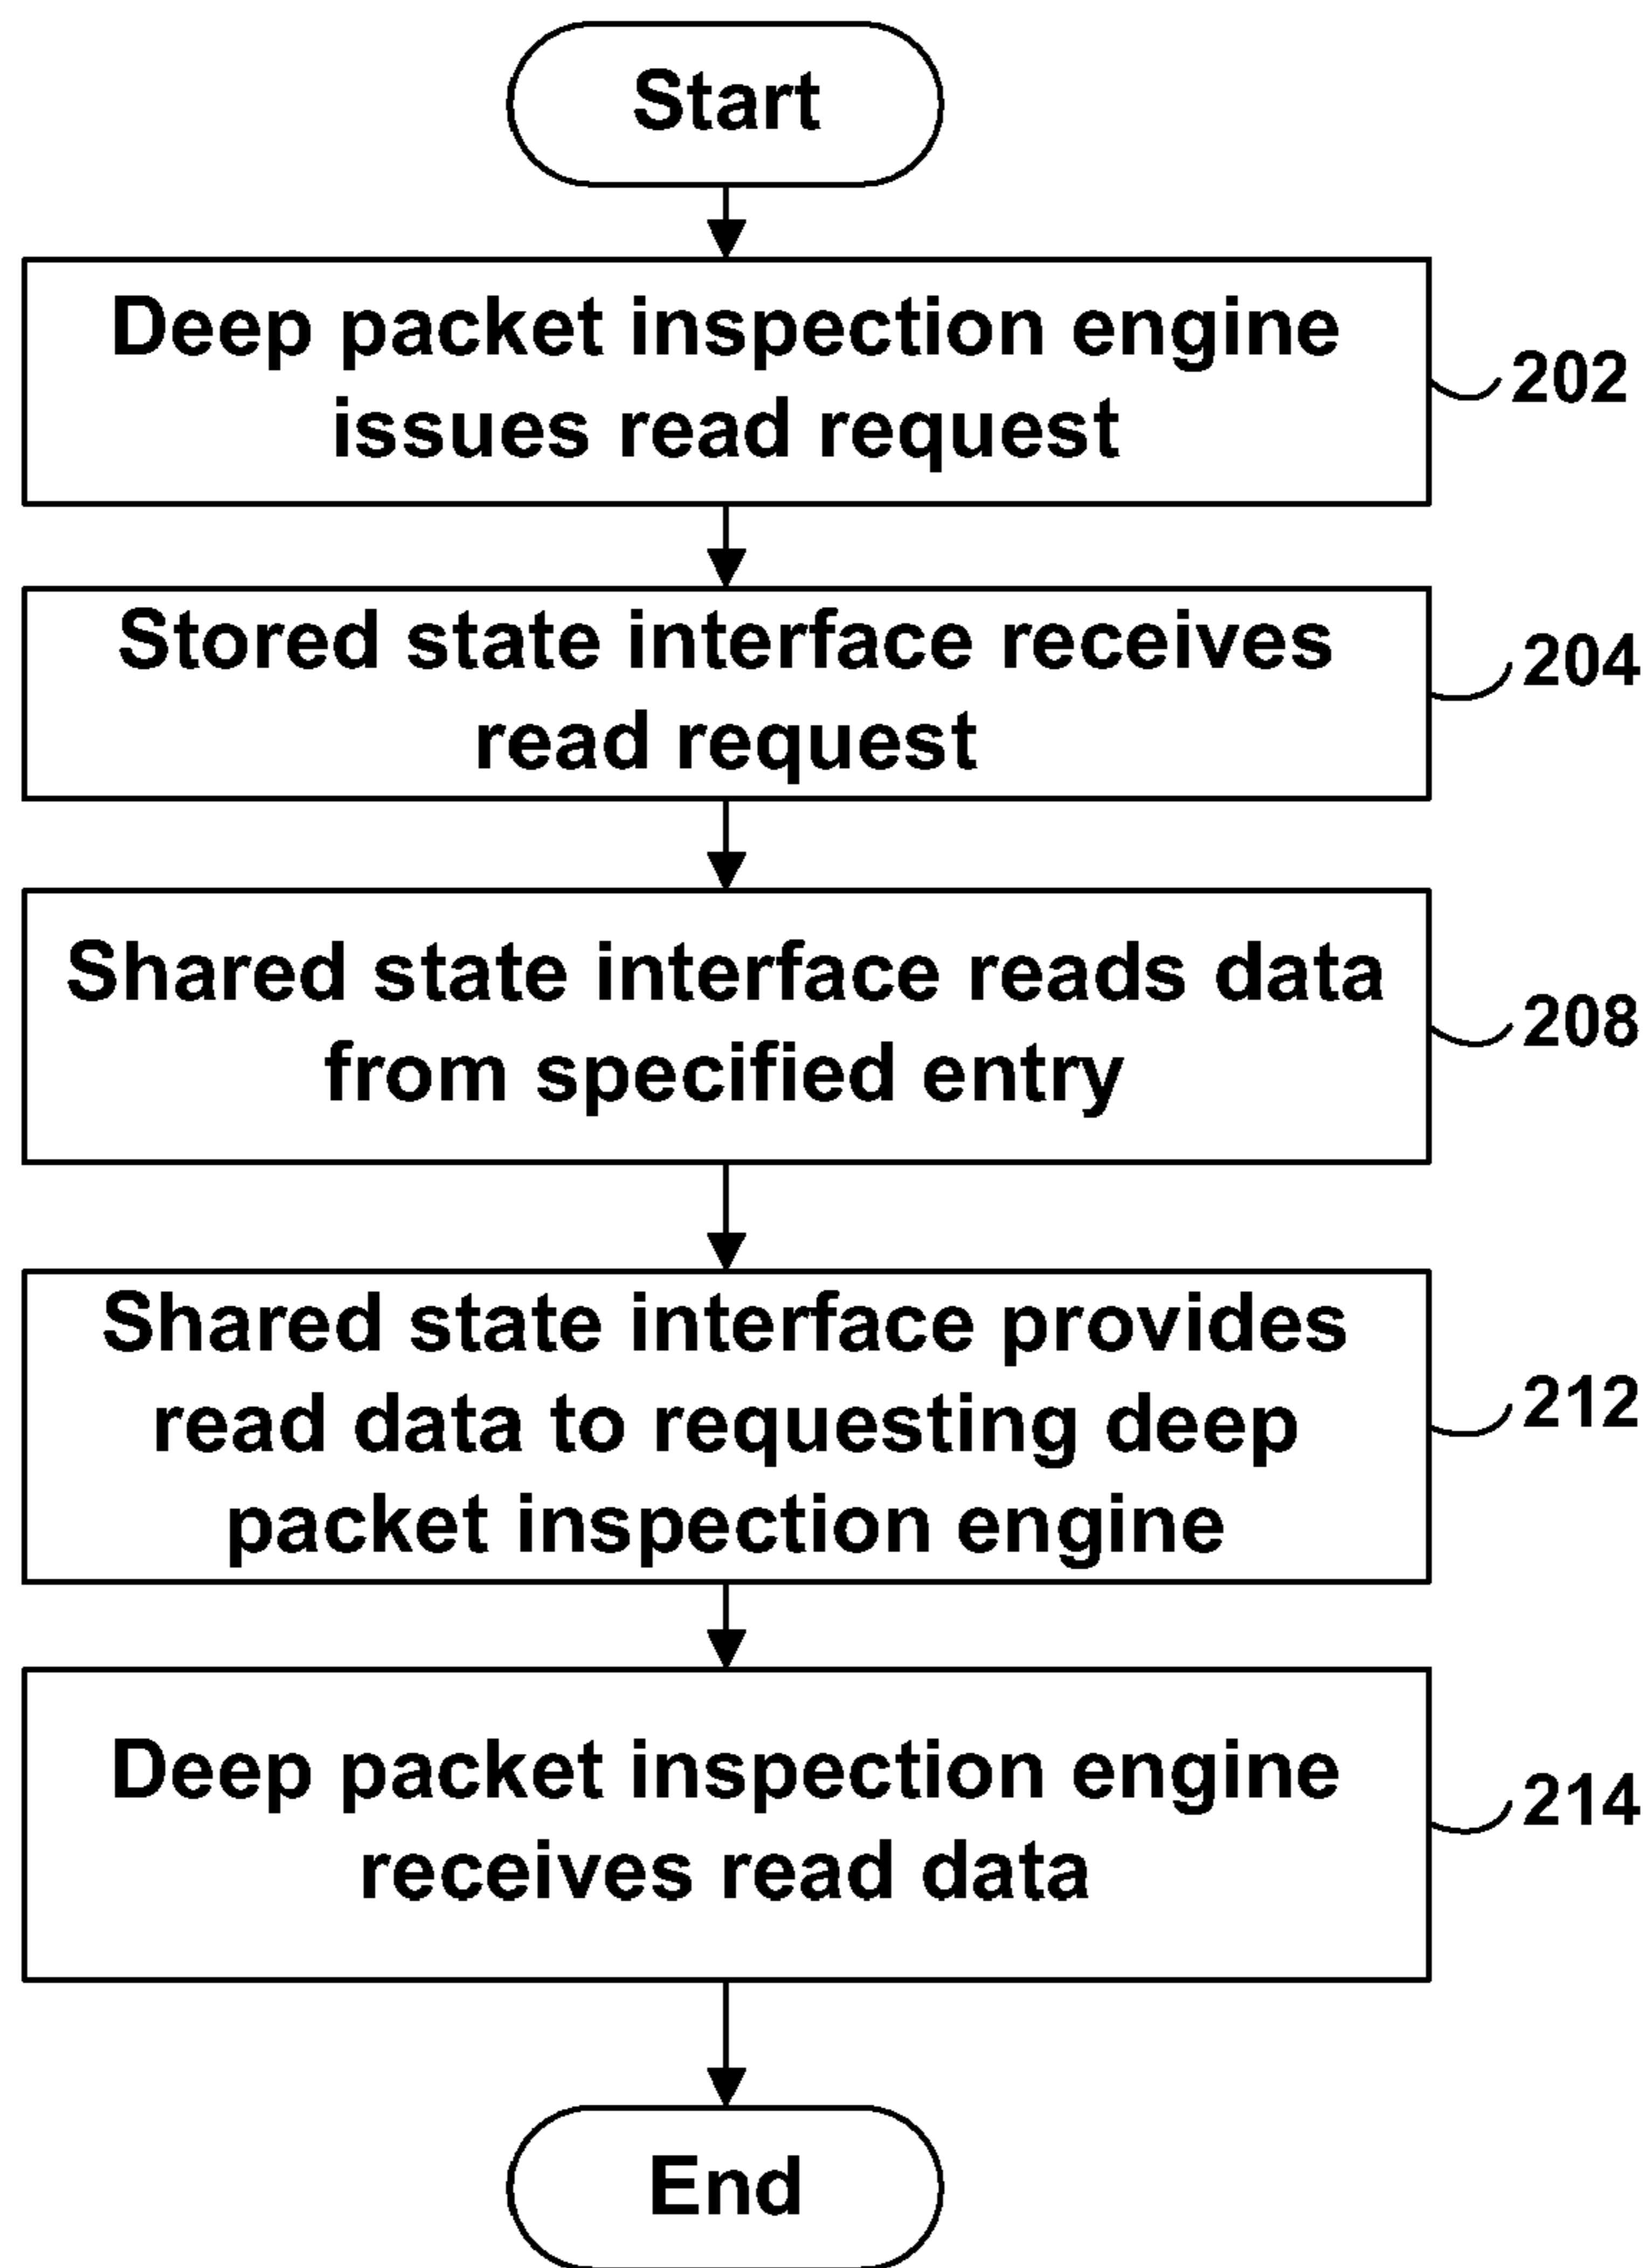 Start
Deep packet inspection engine
issues read request
202
Stored state interface receives
read request
204
Shared state interface reads data
from specified entry
208
Shared state interface provides
read data to requesting deep
packet inspection engine
212
Deep packet inspection engine
receives read data
214
End